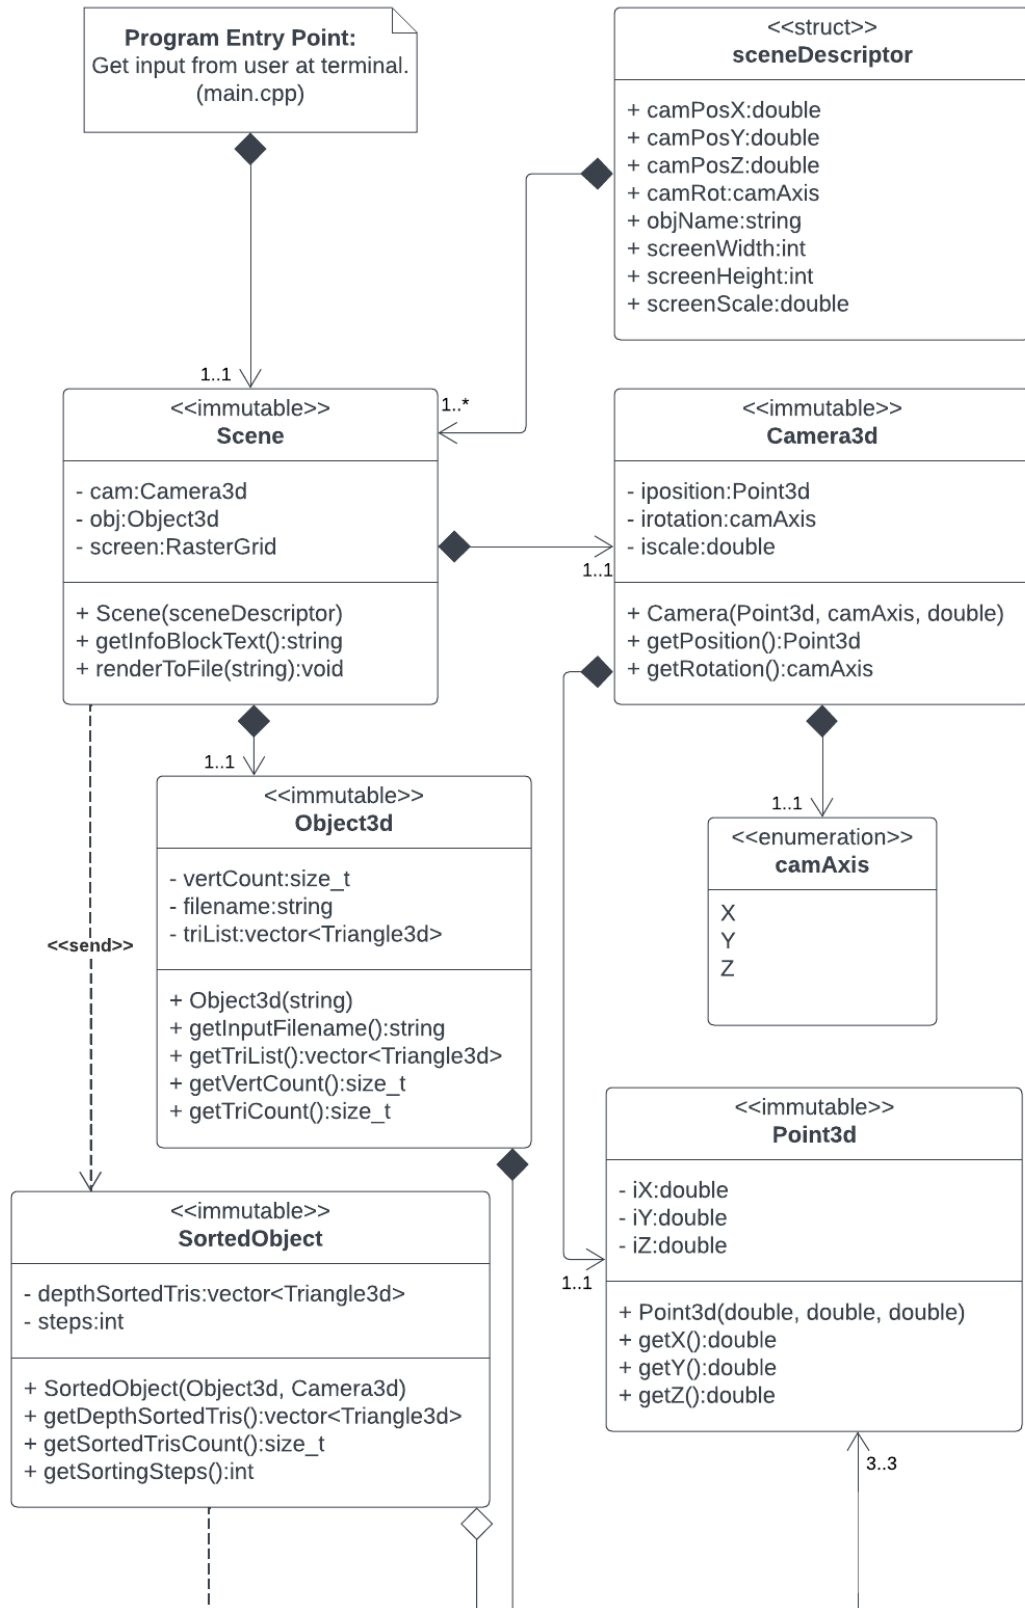 Program Entry Point:
Get input from user at terminal.
(main.cpp)
<<struct>>
sceneDescriptor
+ camPosX:double
+ camPosY:double
+ camPosZ:double
+ camRot:camAxis
+ objName:string
+ screenWidth:int
+ screenHeight:int
+ screenScale:double
1..1
1..*
<<immutable>>
Scene
- cam:Camera3d
- obj:Object3d
- screen:RasterGrid
+ Scene(sceneDescriptor)
+ getInfoBlockText():string
+ renderToFile(string):void
1..1
<<immutable>>
Camera3d
- iposition:Point3d
- irotation:camAxis
- iscale:double
+ Camera(Point3d, camAxis, double)
+ getPosition():Point3d
+ getRotation():camAxis
1..1
<<immutable>>
Object3d
- vertCount:size_t
- filename:string
- triList:vector<Triangle3d>
+ Object3d(string)
+ getInputFilename():string
+ getTriList():vector<Triangle3d>
+ getVertCount():size_t
+ getTriCount():size_t
1..1
<<enumeration>>
camAxis
X
Y
Z
<<send>>
<<immutable>>
SortedObject
- depthSortedTris:vector<Triangle3d>
- steps:int
+ SortedObject(Object3d, Camera3d)
+ getDepthSortedTris():vector<Triangle3d>
+ getSortedTrisCount():size_t
+ getSortingSteps():int
1..1
<<immutable>>
Point3d
- iX:double
- iY:double
- iZ:double
+ Point3d(double, double, double)
+ getX():double
+ getY():double
+ getZ():double
3..3